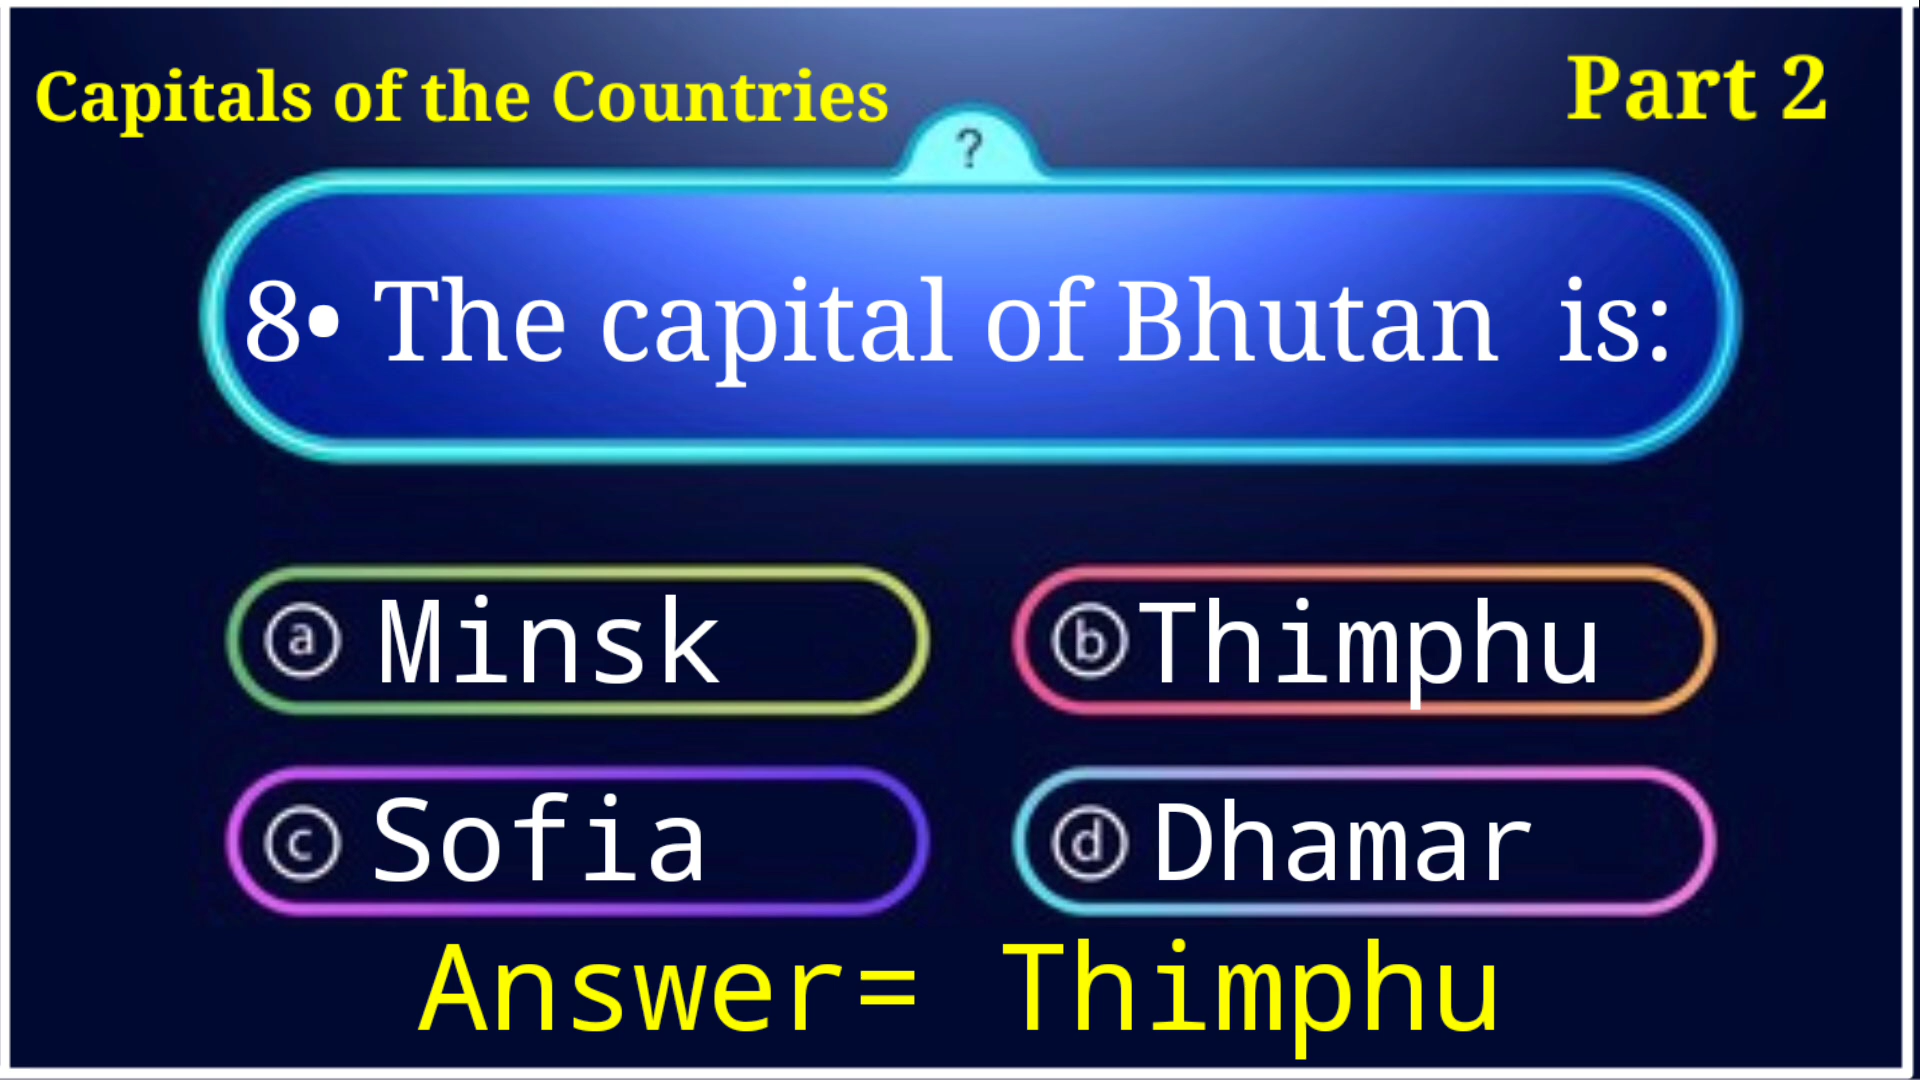 Capitals of the Countries
Part 2
?
8• The capital of Bhutan is:
a Minsk
b Thimphu
c Sofia
d Dhamar
Answer= Thimphu